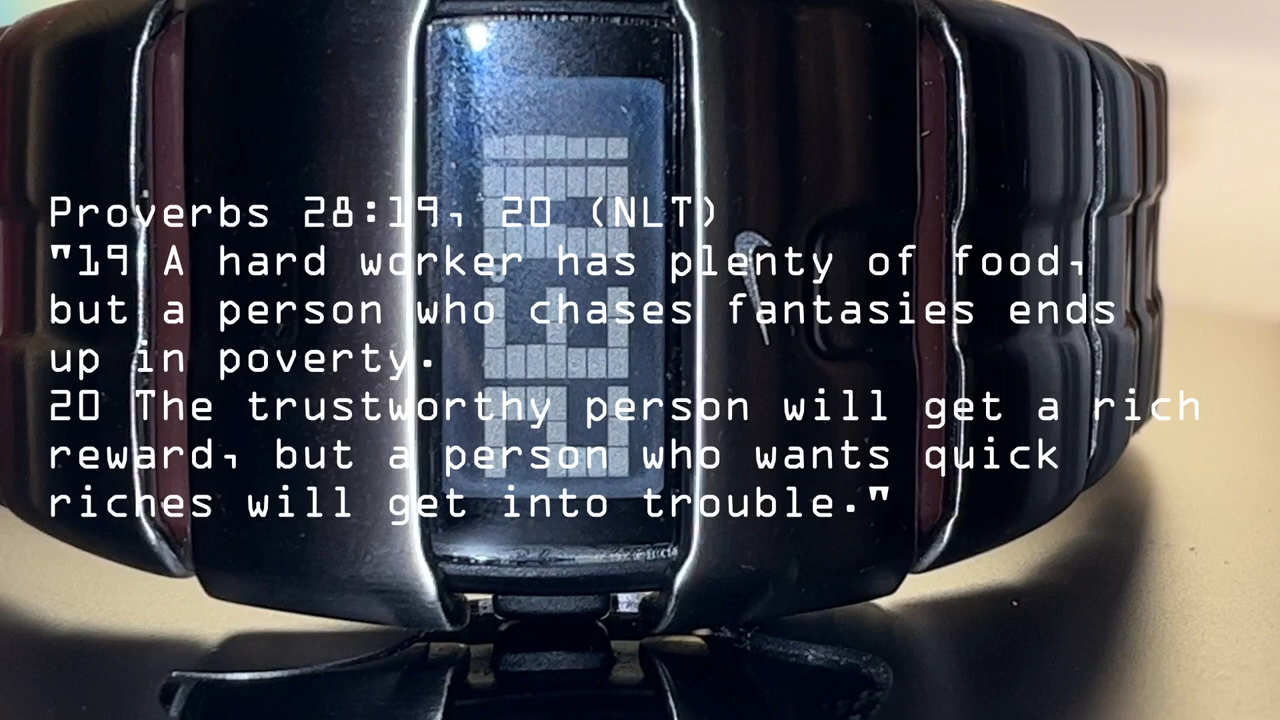 Proverbs 28:19, 20 (NLT)
"19 A hard worker has plenty of food,
but a person who chases fantasies ends
up in poverty.
20 The trustworthy person will get a rich
reward, but a person who wants quick
riches will get into trouble."